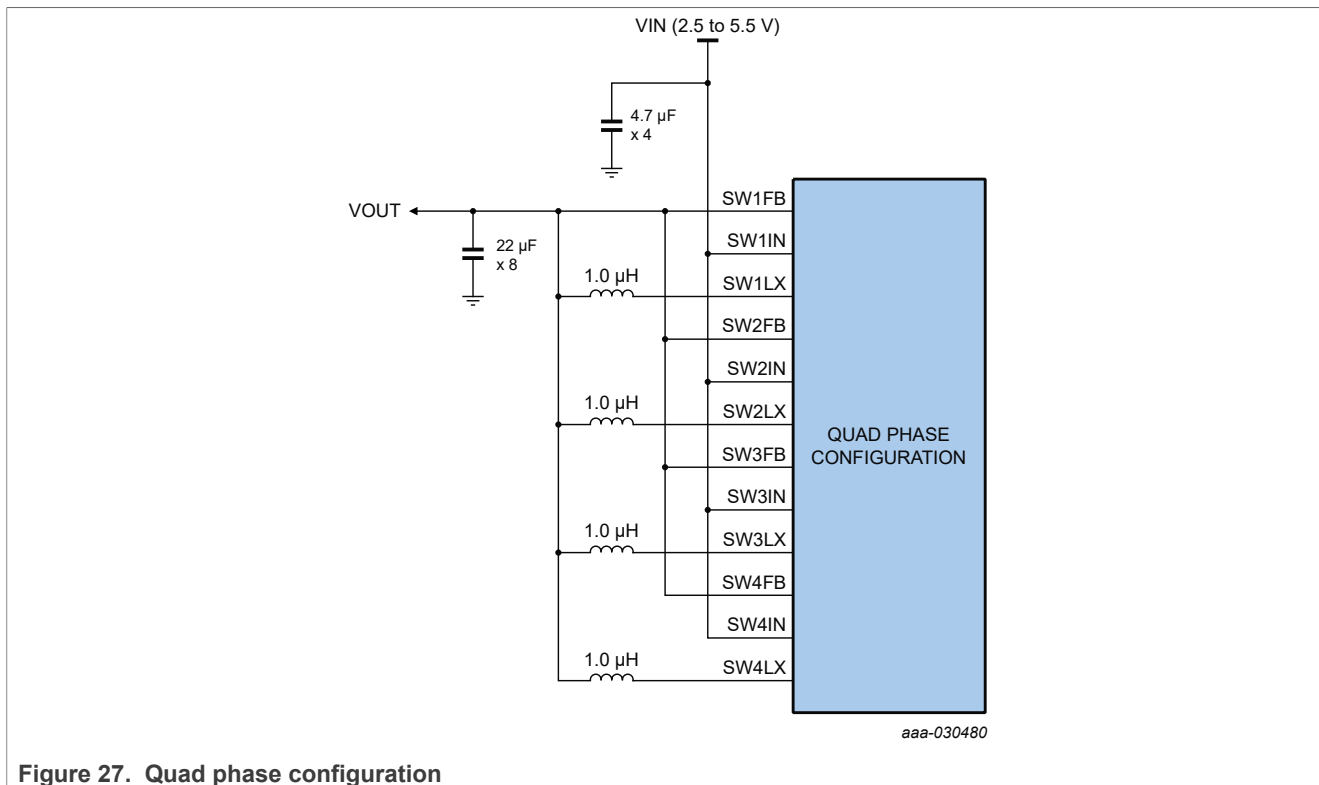 VIN (2.5 to 5.5 V)
4.7 µF
x 4
SW1FB
VOUT
SW1IN
22 µF
x 8
1.0 µH
SW1LX
SW2FB
SW2IN
1.0 µH
SW2LX
QUAD PHASE
CONFIGURATION
SW3FB
SW3IN
1.0 µH
SW3LX
SW4FB
SW4IN
1.0 µH
SW4LX
aaa-030480
Figure 27. Quad phase configuration